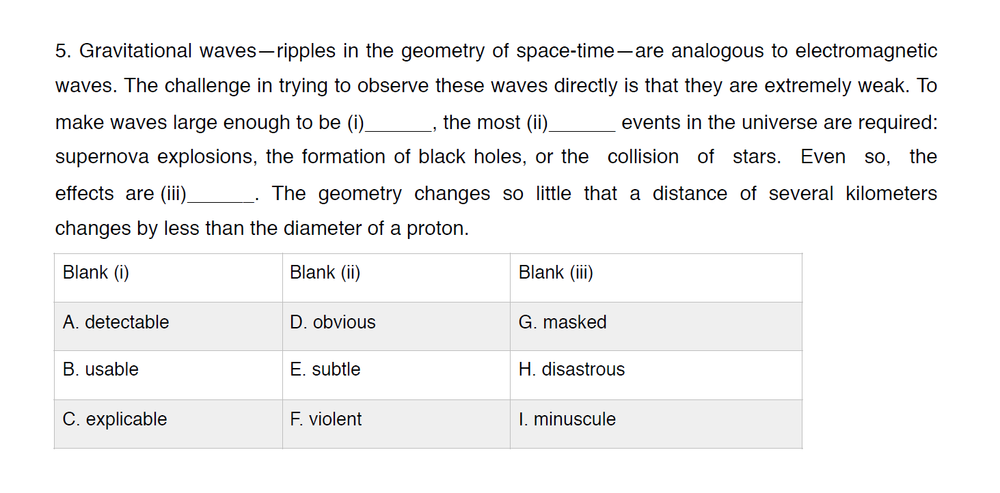 5. Gravitational waves—ripples in the geometry of space-time—are analogous to electromagnetic
waves. The challenge in trying to observe these waves directly is that they are extremely weak. To
make waves large enough to be (i)______, the most (ii)______ events in the universe are required:
supernova explosions, the formation of black holes, or the collision of stars. Even so, the
effects are (iii)______. The geometry changes so little that a distance of several kilometers
changes by less than the diameter of a proton.
Blank (i) Blank (ii) Blank (iii)
A. detectable D. obvious G. masked
B. usable E. subtle H. disastrous
C. explicable F. violent I. minuscule